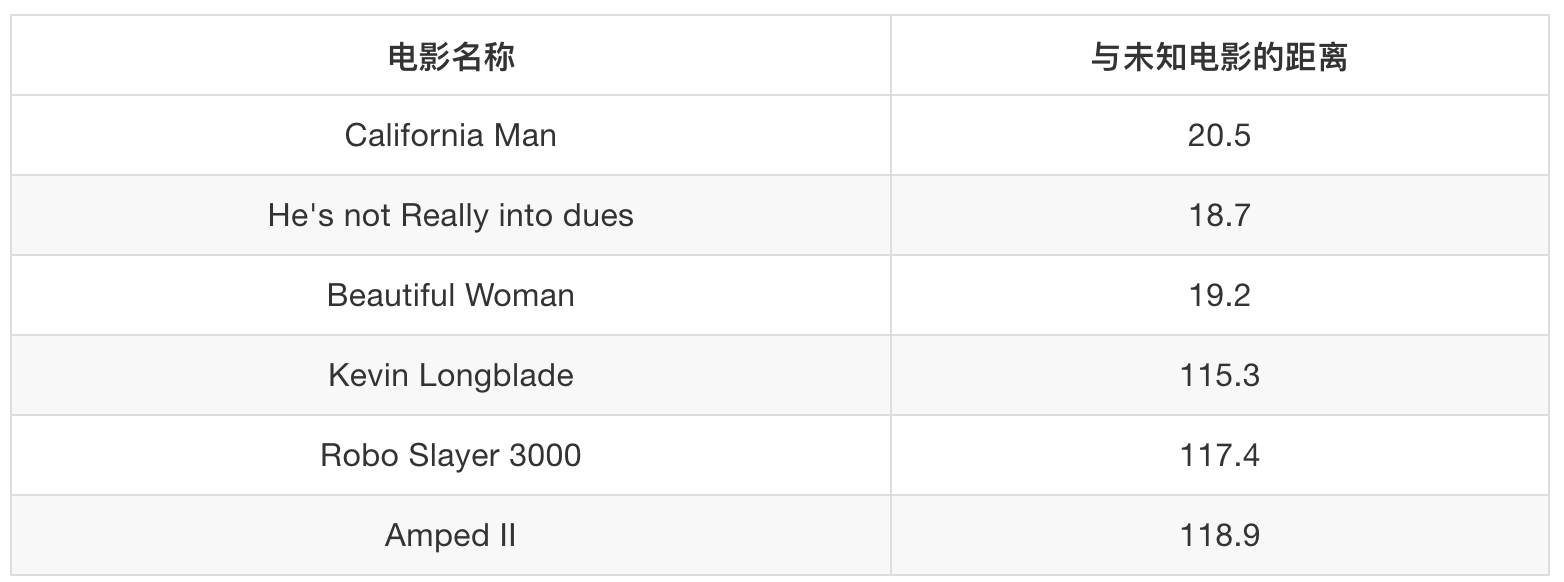 电影名称 与未知电影的距离
California Man 20.5
He's not Really into dues 18.7
Beautiful Woman 19.2
Kevin Longblade 115.3
Robo Slayer 3000 117.4
Amped II 118.9